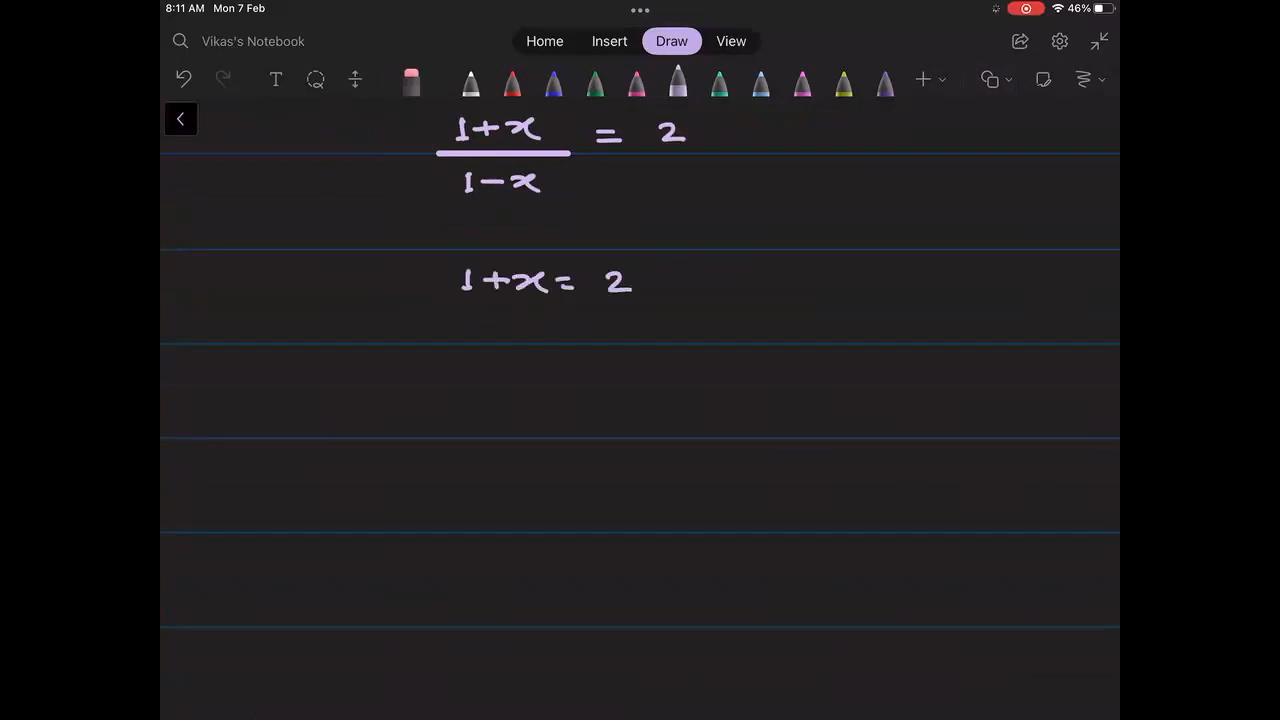 8:11 AM Mon 7 Feb
46%
Vikas's Notebook
Home Insert Draw View
T
1+x = 2
1-x
1+x= 2